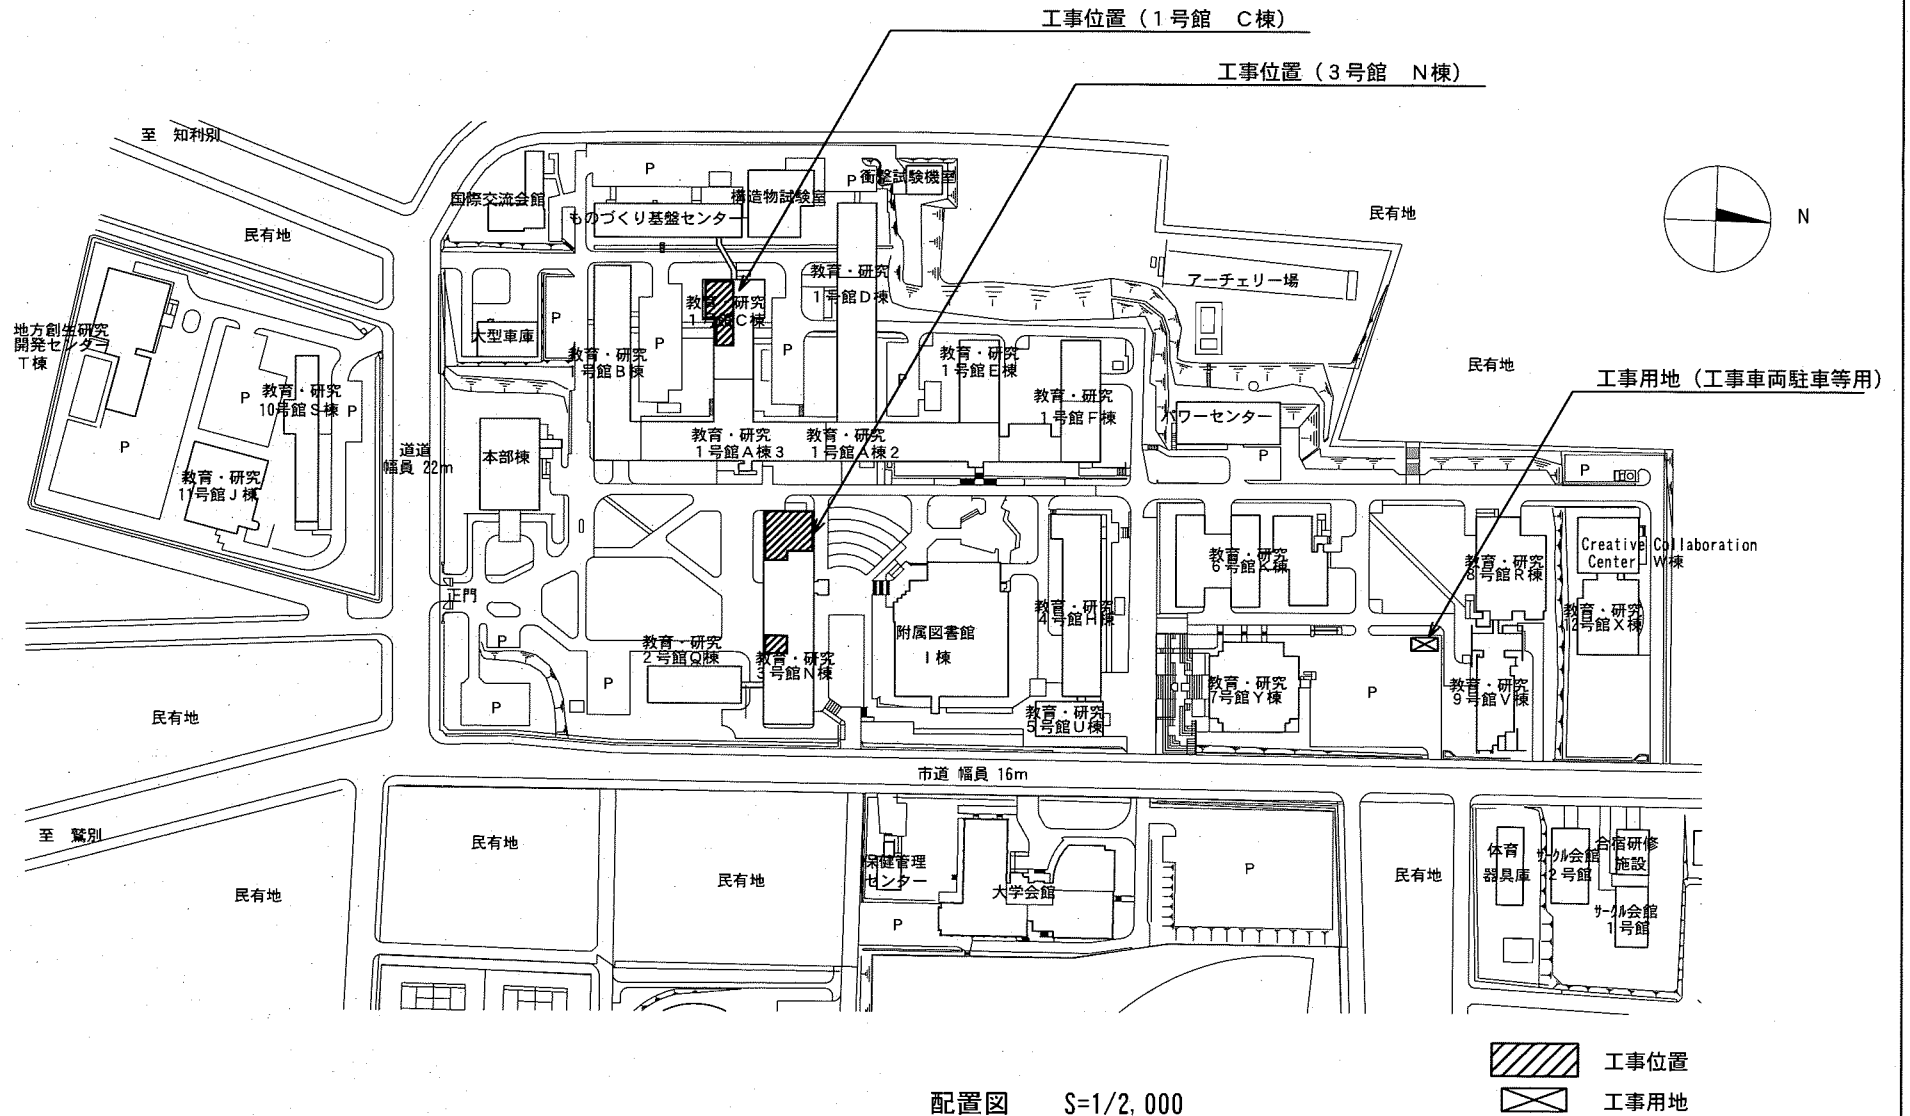 工事位置（１号館　Ｃ棟）
工事位置（３号館　Ｎ棟）
至　知利別
民有地
国際交流会館
P
ものづくり基盤センター
構造物試験室
P
衝撃試験機室
民有地
N
アーチェリー場
民有地
工事用地（工事車両駐車等用）
地方創生研究
開発センター
Ｔ棟
P
教育・研究
10号館Ｓ棟
P
P
教育・研究
11号館Ｊ棟
道道
幅員 22m
大型車庫
P
教育・研究
号館Ｂ棟
P
教育・研究
1号館Ｃ棟
P
教育・研究
1号館Ｄ棟
P
教育・研究
1号館Ｅ棟
教育・研究
1号館Ｆ棟
パワーセンター
P
P
本部棟
教育・研究
1号館Ａ棟3
教育・研究
1号館Ａ棟2
正門
P
P
P
教育・研究
2号館Ｑ棟
教育・研究
3号館Ｎ棟
附属図書館
Ｉ棟
教育・研究
4号館Ｈ棟
教育・研究
5号館Ｕ棟
教育・研究
6号館Ｋ棟
教育・研究
7号館Ｙ棟
P
教育・研究
8号館Ｒ棟
教育・研究
9号館Ｖ棟
Creative Collaboration
Center Ｗ棟
教育・研究
12号館Ｘ棟
民有地
市道 幅員 16m
至　鷲別
民有地
民有地
民有地
保健管理
センター
P
大学会館
P
民有地
体育
器具庫
ｻｰｸﾙ会館
2号館
合宿研修
施設
ｻｰｸﾙ会館
1号館
工事位置
工事用地
配置図　S=1/2,000